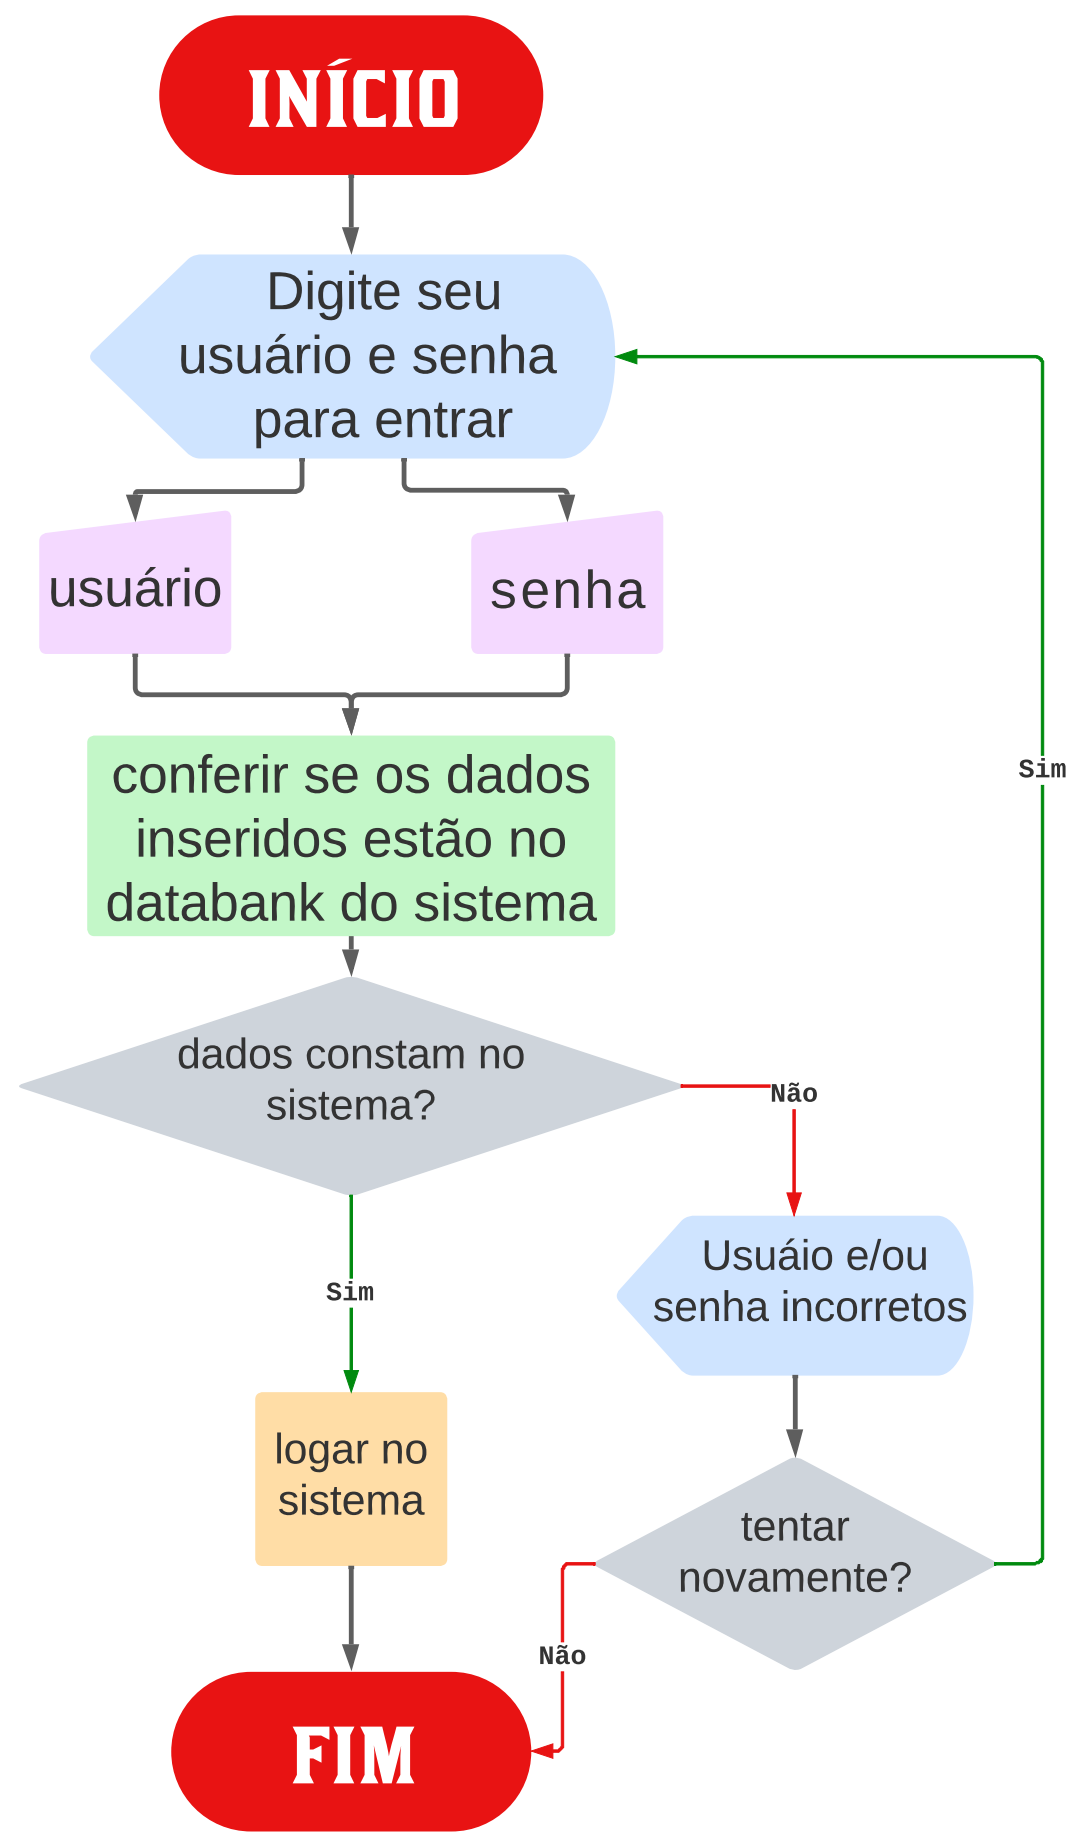 INÍCIO
Digite seu
usuário e senha
para entrar
usuário
senha
conferir se os dados
inseridos estão no
databank do sistema
Sim
dados constam no
sistema?
Não
Usuáio e/ou
senha incorretos
Sim
logar no
sistema
tentar
novamente?
Não
FIM